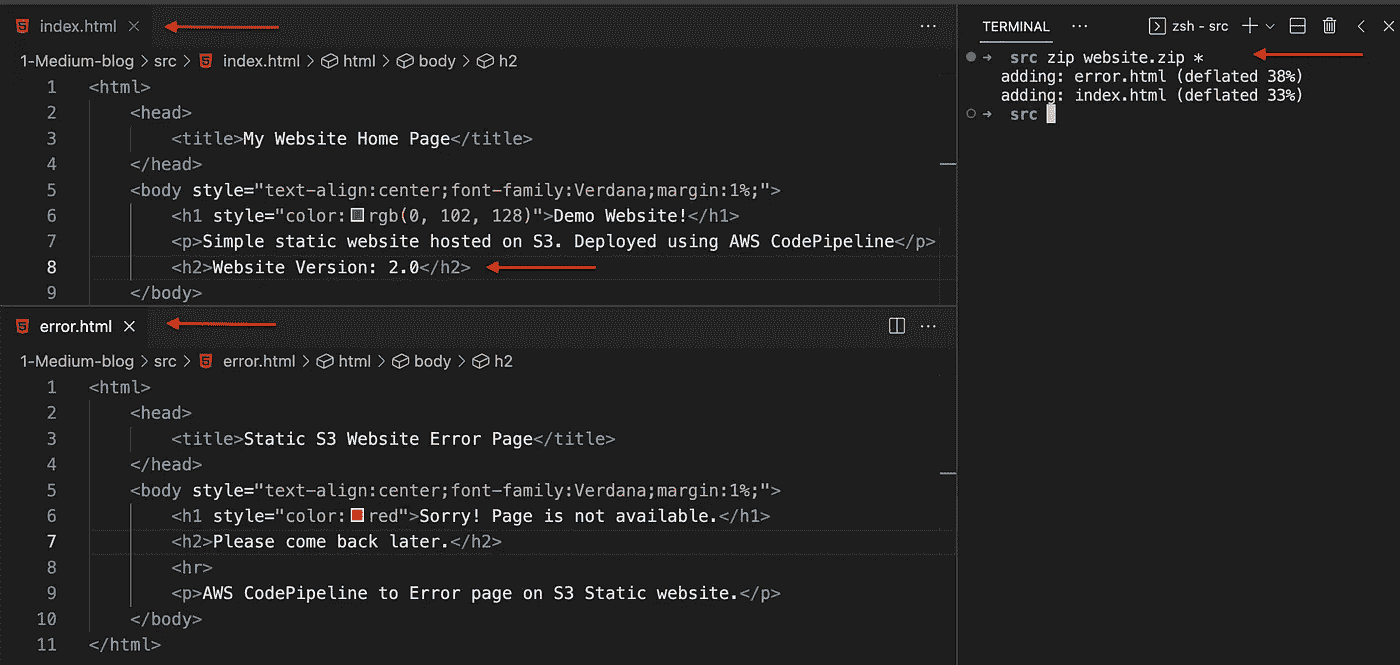 index.html
1-Medium-blog > src > index.html > html > body > h2
1 <html>
2 <head>
3 <title>My Website Home Page</title>
4 </head>
5 <body style="text-align:center;font-family:Verdana;margin:1%;">
6 <h1 style="color:rgb(0, 102, 128)">Demo Website!</h1>
7 <p>Simple static website hosted on S3. Deployed using AWS CodePipeline</p>
8 <h2>Website Version: 2.0</h2>
9 </body>
error.html
1-Medium-blog > src > error.html > html > body > h2
1 <html>
2 <head>
3 <title>Static S3 Website Error Page</title>
4 </head>
5 <body style="text-align:center;font-family:Verdana;margin:1%;">
6 <h1 style="color:red">Sorry! Page is not available.</h1>
7 <h2>Please come back later.</h2>
8 <hr>
9 <p>AWS CodePipeline to Error page on S3 Static website.</p>
10 </body>
11 </html>
TERMINAL ... zsh - src
→ src zip website.zip *
adding: error.html (deflated 38%)
adding: index.html (deflated 33%)
→ src